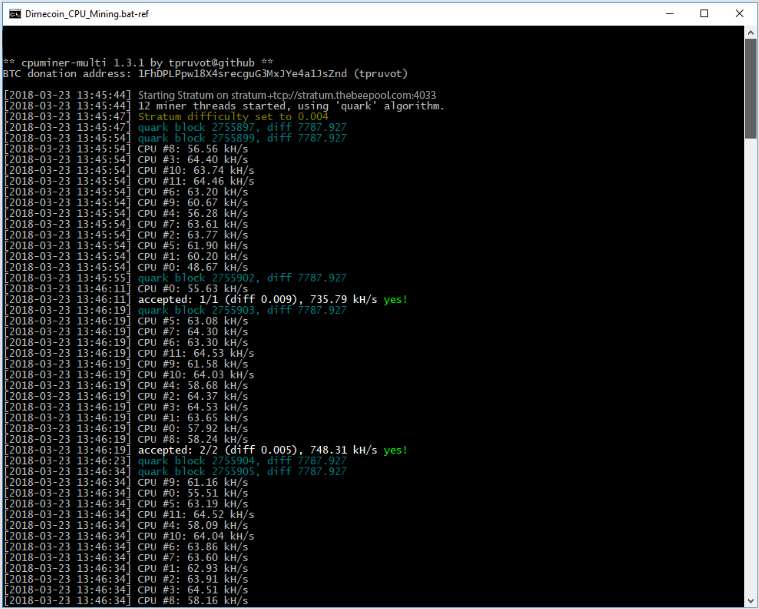 Dimecoin_CPU_Mining.bat-ref
** cpuminer-multi 1.3.1 by tpruvot@github **
BTC donation address: 1FhDPLPpw18X4srecguG3MxJYe4a1JsZnd (tpruvot)
[2018-03-23 13:45:44] Starting Stratum on stratum+tcp://stratum.thebeepool.com:4033
[2018-03-23 13:45:44] 12 miner threads started, using 'quark' algorithm.
[2018-03-23 13:45:47] Stratum difficulty set to 0.004
[2018-03-23 13:45:47] quark block 2755897, diff 7787.927
[2018-03-23 13:45:54] quark block 2755899, diff 7787.927
[2018-03-23 13:45:54] CPU #8: 56.56 kH/s
[2018-03-23 13:45:54] CPU #3: 64.40 kH/s
[2018-03-23 13:45:54] CPU #10: 63.74 kH/s
[2018-03-23 13:45:54] CPU #11: 64.46 kH/s
[2018-03-23 13:45:54] CPU #6: 63.20 kH/s
[2018-03-23 13:45:54] CPU #9: 60.67 kH/s
[2018-03-23 13:45:54] CPU #4: 56.28 kH/s
[2018-03-23 13:45:54] CPU #7: 63.61 kH/s
[2018-03-23 13:45:54] CPU #2: 63.77 kH/s
[2018-03-23 13:45:54] CPU #5: 61.90 kH/s
[2018-03-23 13:45:54] CPU #1: 60.20 kH/s
[2018-03-23 13:45:54] CPU #0: 48.67 kH/s
[2018-03-23 13:45:55] quark block 2755902, diff 7787.927
[2018-03-23 13:46:11] CPU #0: 55.63 kH/s
[2018-03-23 13:46:11] accepted: 1/1 (diff 0.009), 735.79 kH/s yes!
[2018-03-23 13:46:19] quark block 2755903, diff 7787.927
[2018-03-23 13:46:19] CPU #5: 63.08 kH/s
[2018-03-23 13:46:19] CPU #7: 64.30 kH/s
[2018-03-23 13:46:19] CPU #6: 63.30 kH/s
[2018-03-23 13:46:19] CPU #11: 64.53 kH/s
[2018-03-23 13:46:19] CPU #9: 61.58 kH/s
[2018-03-23 13:46:19] CPU #10: 64.03 kH/s
[2018-03-23 13:46:19] CPU #4: 58.68 kH/s
[2018-03-23 13:46:19] CPU #2: 64.37 kH/s
[2018-03-23 13:46:19] CPU #3: 64.53 kH/s
[2018-03-23 13:46:19] CPU #1: 63.65 kH/s
[2018-03-23 13:46:19] CPU #0: 57.92 kH/s
[2018-03-23 13:46:19] CPU #8: 58.24 kH/s
[2018-03-23 13:46:19] accepted: 2/2 (diff 0.005), 748.31 kH/s yes!
[2018-03-23 13:46:23] quark block 2755904, diff 7787.927
[2018-03-23 13:46:34] quark block 2755905, diff 7787.927
[2018-03-23 13:46:34] CPU #9: 61.16 kH/s
[2018-03-23 13:46:34] CPU #0: 55.51 kH/s
[2018-03-23 13:46:34] CPU #5: 63.19 kH/s
[2018-03-23 13:46:34] CPU #11: 64.52 kH/s
[2018-03-23 13:46:34] CPU #4: 58.09 kH/s
[2018-03-23 13:46:34] CPU #10: 64.04 kH/s
[2018-03-23 13:46:34] CPU #6: 63.86 kH/s
[2018-03-23 13:46:34] CPU #7: 63.60 kH/s
[2018-03-23 13:46:34] CPU #1: 62.93 kH/s
[2018-03-23 13:46:34] CPU #2: 63.91 kH/s
[2018-03-23 13:46:34] CPU #3: 64.51 kH/s
[2018-03-23 13:46:34] CPU #8: 58.16 kH/s